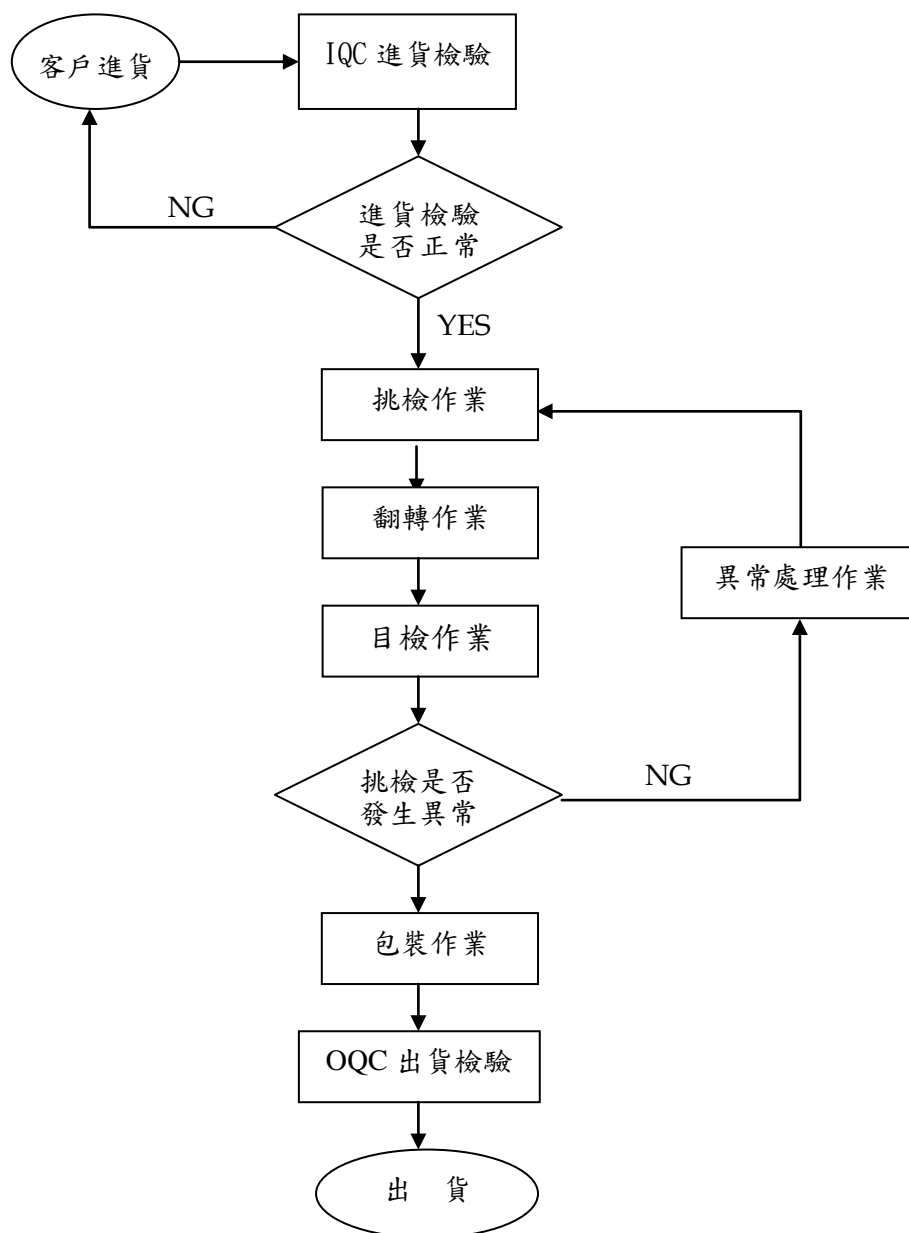 客戶進貨
IQC 進貨檢驗
NG
進貨檢驗
是否正常
YES
挑檢作業
翻轉作業
異常處理作業
目檢作業
挑檢是否
發生異常
NG
包裝作業
OQC 出貨檢驗
出 貨